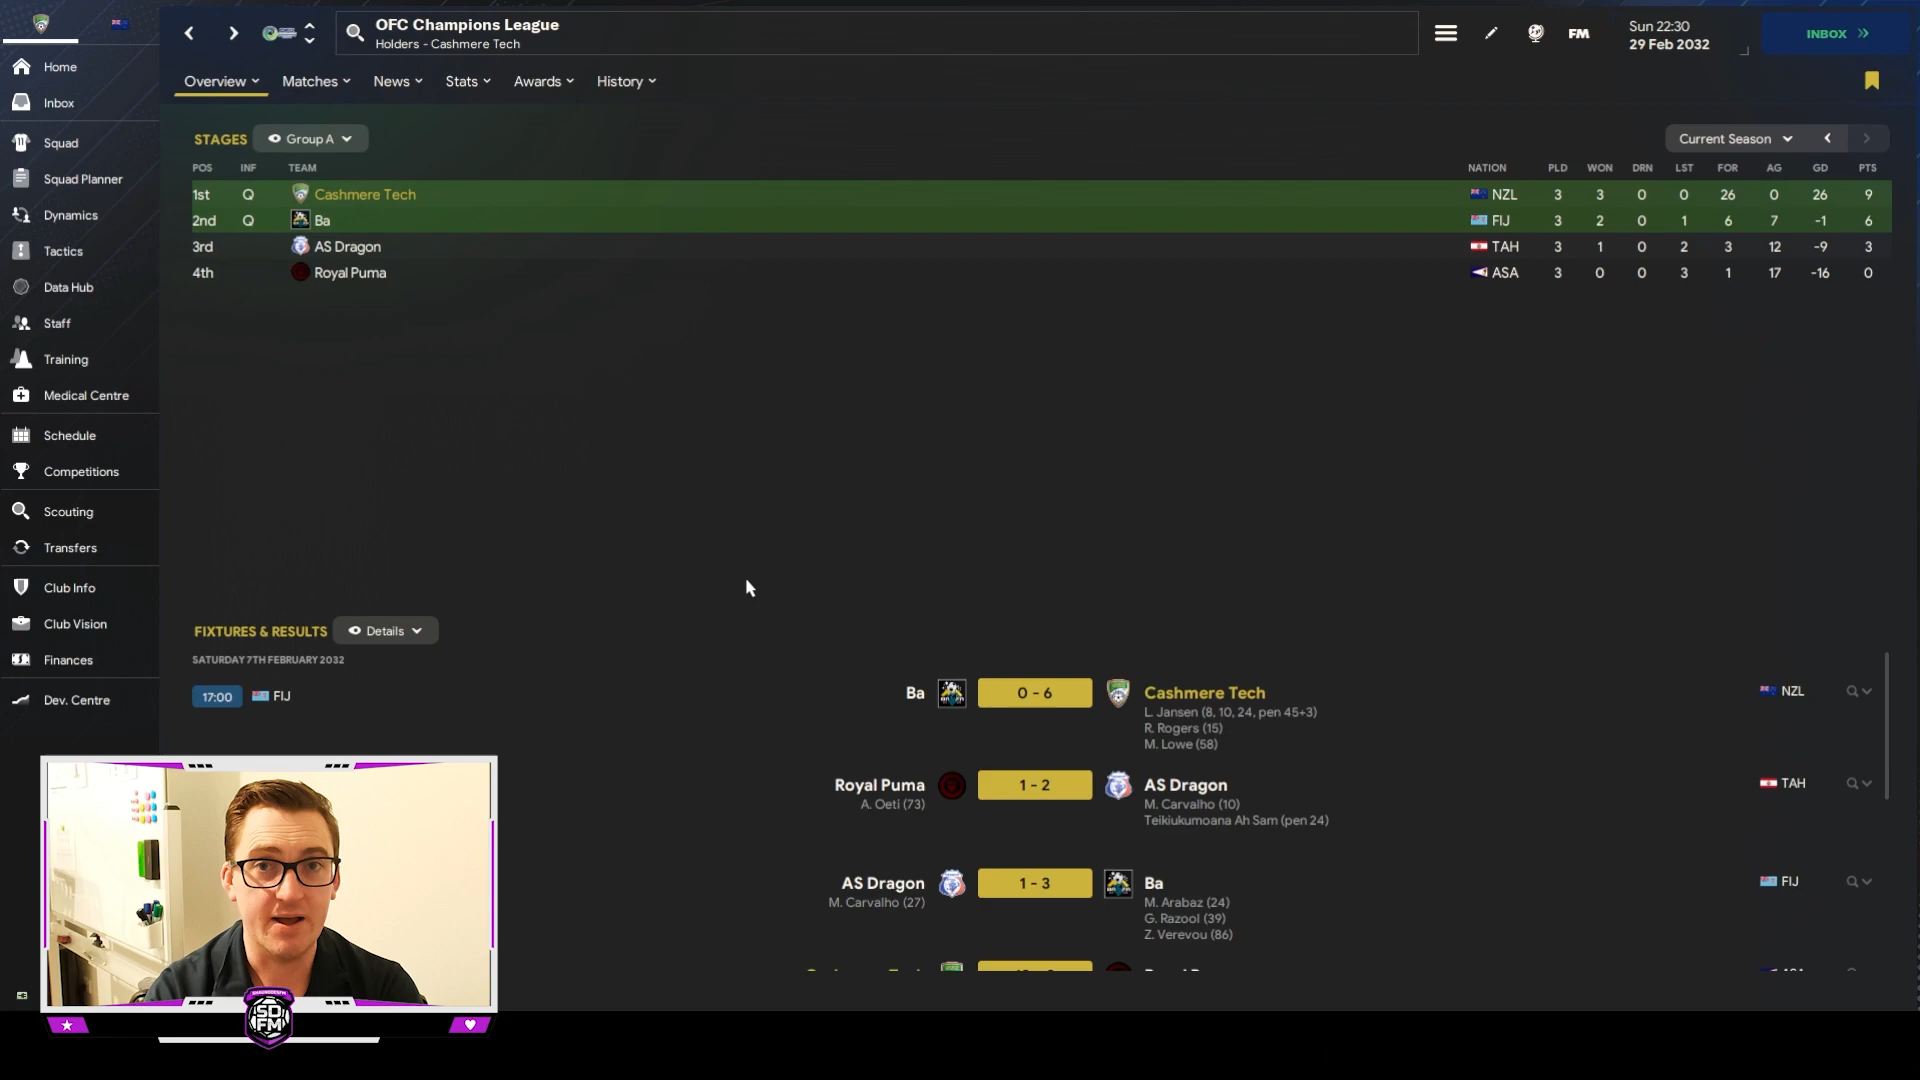 OFC Champions League
Holders - Cashmere Tech
FM
Sun 22:30
29 Feb 2032
INBOX
Home
Inbox
Squad
Squad Planner
Dynamics
Tactics
Data Hub
Staff
Training
Medical Centre
Schedule
Competitions
Scouting
Transfers
Club Info
Club Vision
Finances
Dev. Centre
Overview Matches News Stats Awards History
STAGES Group A Current Season
POS INF TEAM NATION PLD WON DRN LST FOR AG GD PTS
1st Q Cashmere Tech NZL 3 3 0 0 26 0 26 9
2nd Q Ba FIJ 3 2 0 1 6 7 -1 6
3rd AS Dragon TAH 3 1 0 2 3 12 -9 3
4th Royal Puma ASA 3 0 0 3 1 17 -16 0
FIXTURES & RESULTS Details
SATURDAY 7TH FEBRUARY 2032
17:00 FIJ Ba 0 - 6 Cashmere Tech NZL
L. Jansen (8, 10, 24, pen 45+3)
R. Rogers (15)
M. Lowe (58)
Royal Puma 1 - 2 AS Dragon TAH
A. Oeti (73) M. Carvalho (10)
Teikiukumoana Ah Sam (pen 24)
AS Dragon 1 - 3 Ba FIJ
M. Carvalho (27) M. Arabaz (24)
G. Razool (39)
Z. Verevou (86)
SD
FM